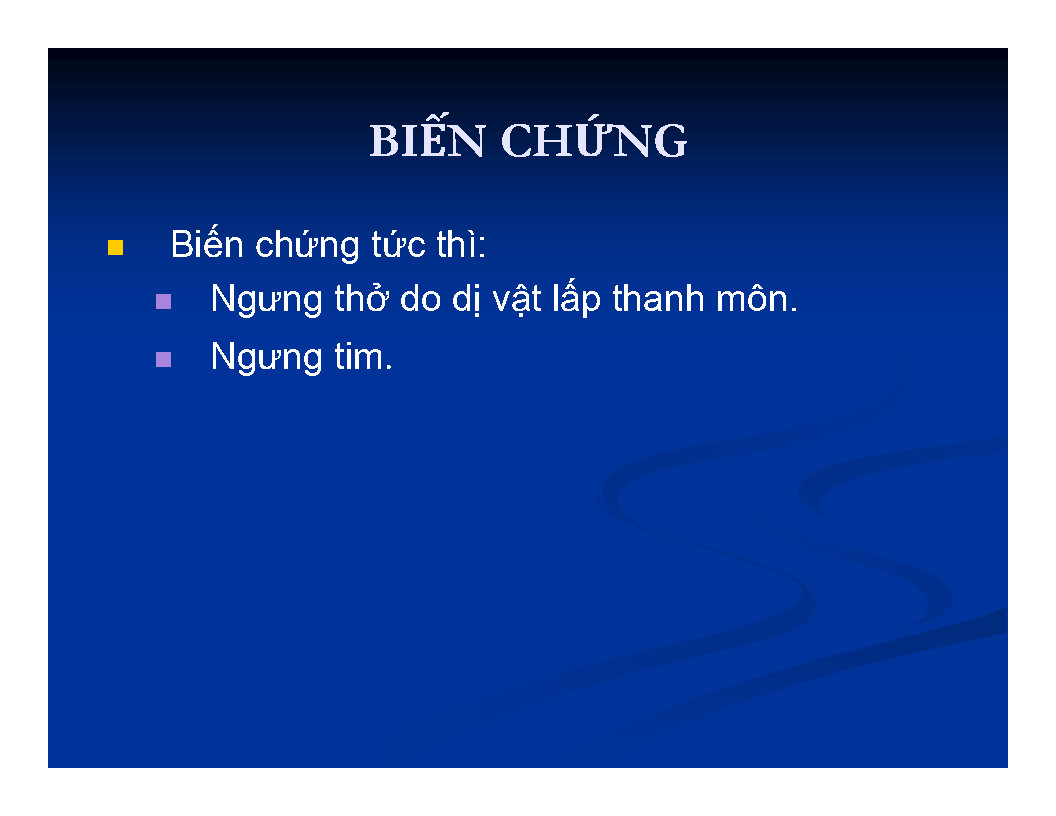 BIẾN CHỨNG
Biến chứng tức thì:
Ngưng thở do dị vật lấp thanh môn.
Ngưng tim.